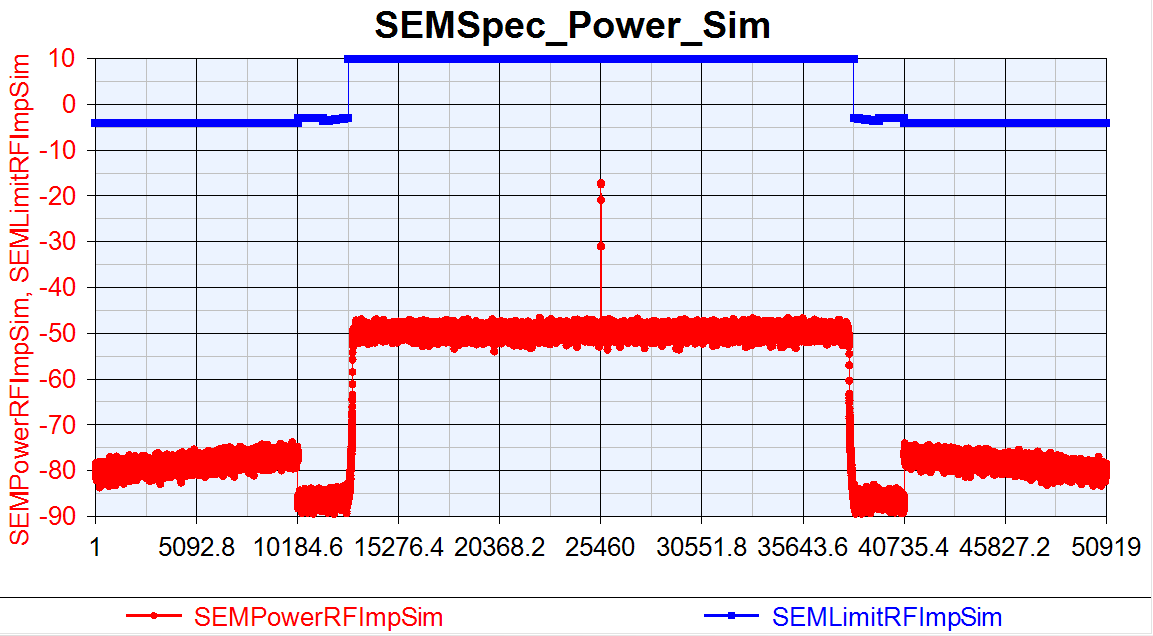 SEMSpec_Power_Sim
SEMPowerRFImpSim, SEMLimitRFImpSim
10
0
-10
-20
-30
-40
-50
-60
-70
-80
-90
1 5092.8 10184.6 15276.4 20368.2 25460 30551.8 35643.6 40735.4 45827.2 50919
SEMPowerRFImpSim SEMLimitRFImpSim